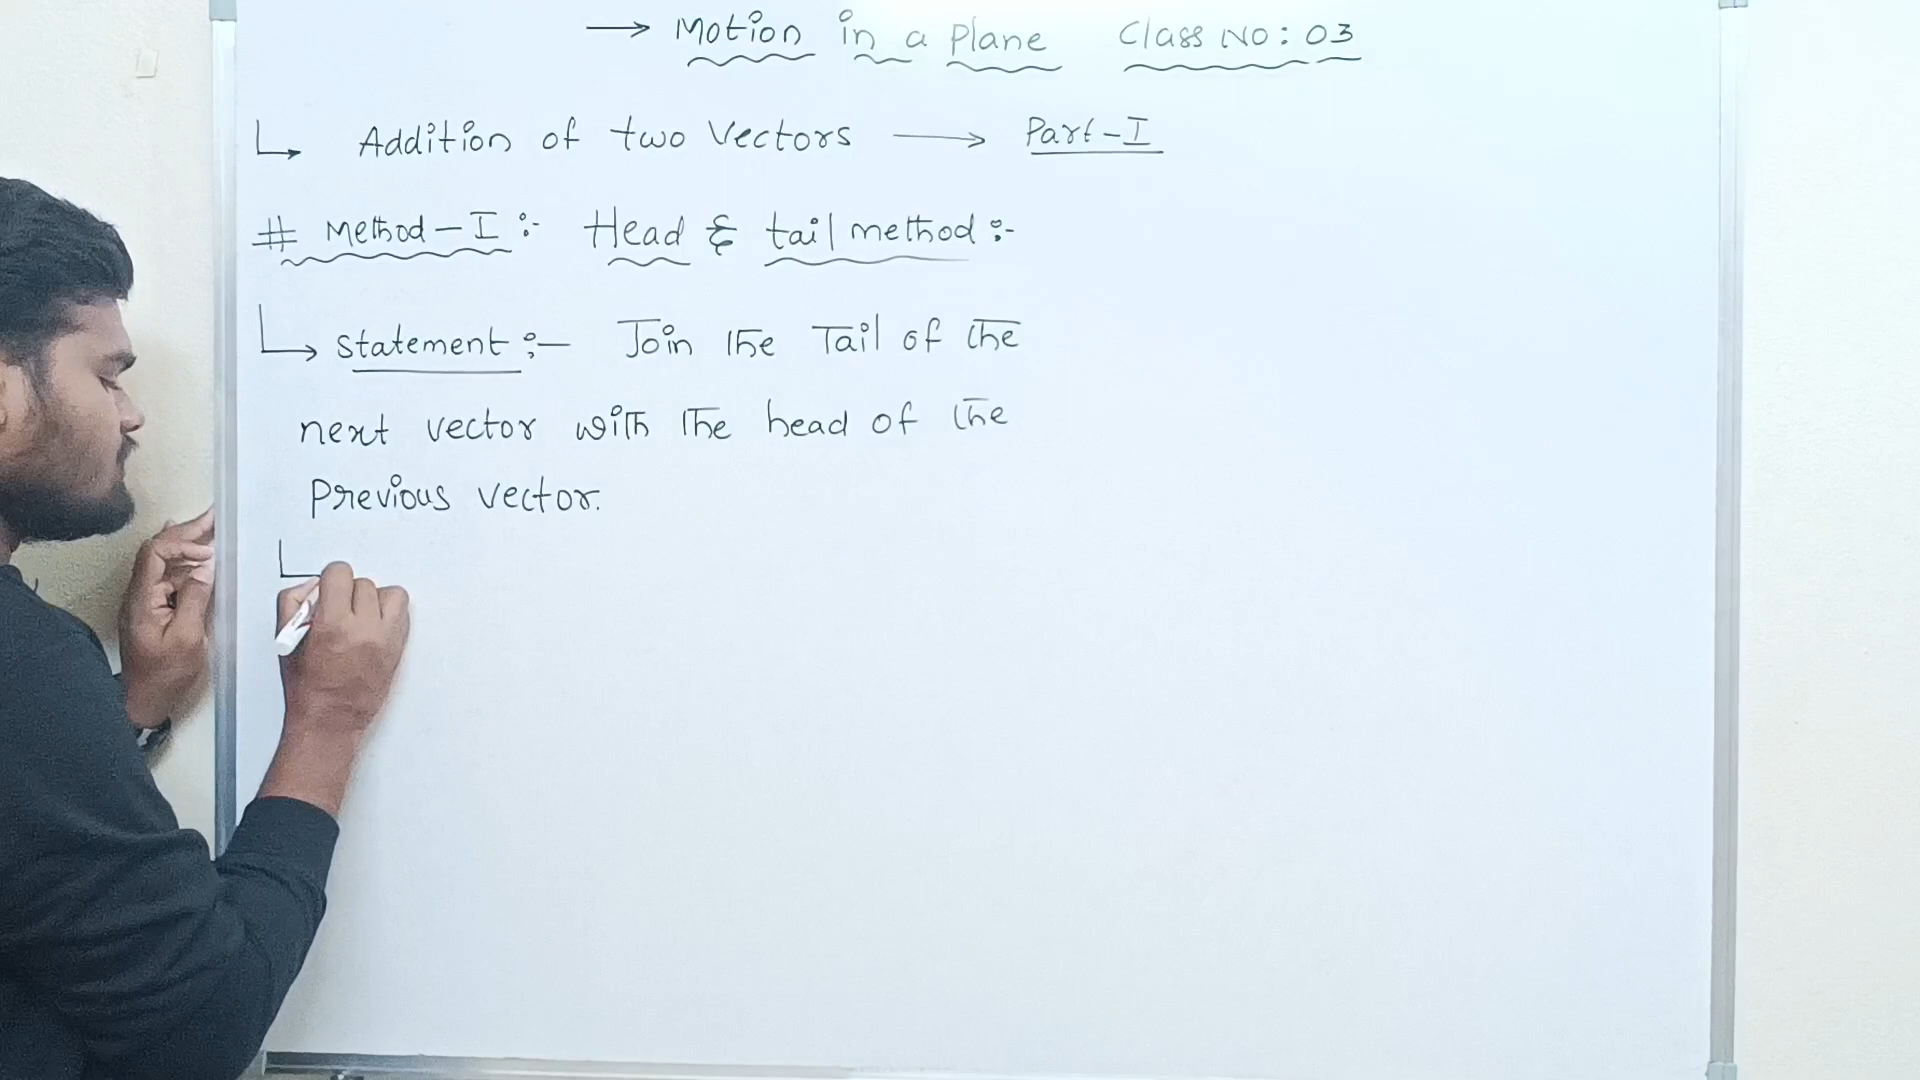 → Motion in a plane Class No: 03
Addition of two vectors → Part-I
# Method-I :- Head & tail method :-
statement :- Join the Tail of the
next vector with the head of the
Previous vector.